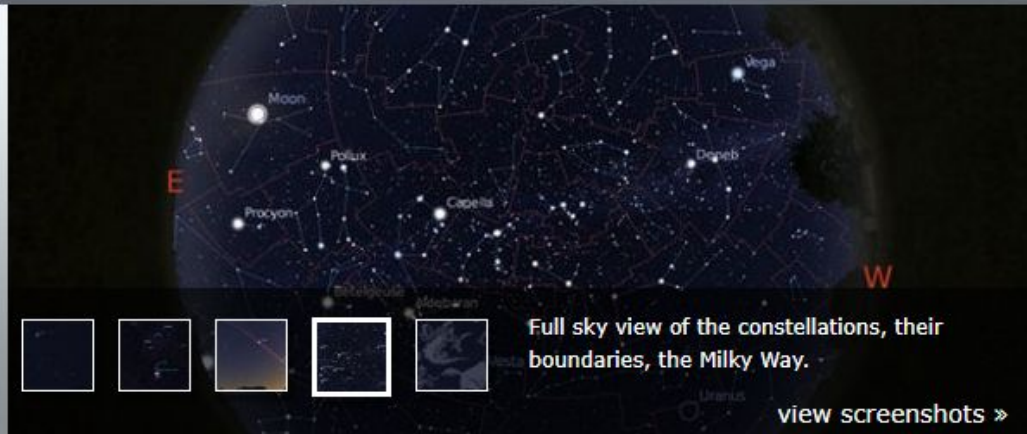 Vega
Moon
Pollux
Deneb
E
Capella
Procyon
W
Betelgeuse
Aldebaran
Full sky view of the constellations, their
boundaries, the Milky Way.
Vesta
Uranus
view screenshots »